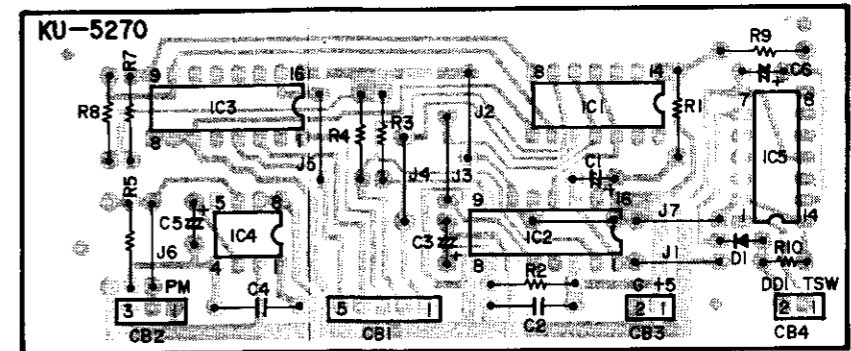 KU-5270
R7
R8
9
16
IC3
8
1
J5
R4
R3
J4
J3
J2
8
14
IC1
R1
C1
R9
C6
+
7
8
IC5
1
14
R5
J6
PM
C5
+
5
8
IC4
4
C4
3
1
CB2
5
1
CB1
9
16
IC2
8
1
C3
+
R2
C2
J7
J1
G +5
2 1
CB3
D1
R10
DDI TSW
2 1
CB4